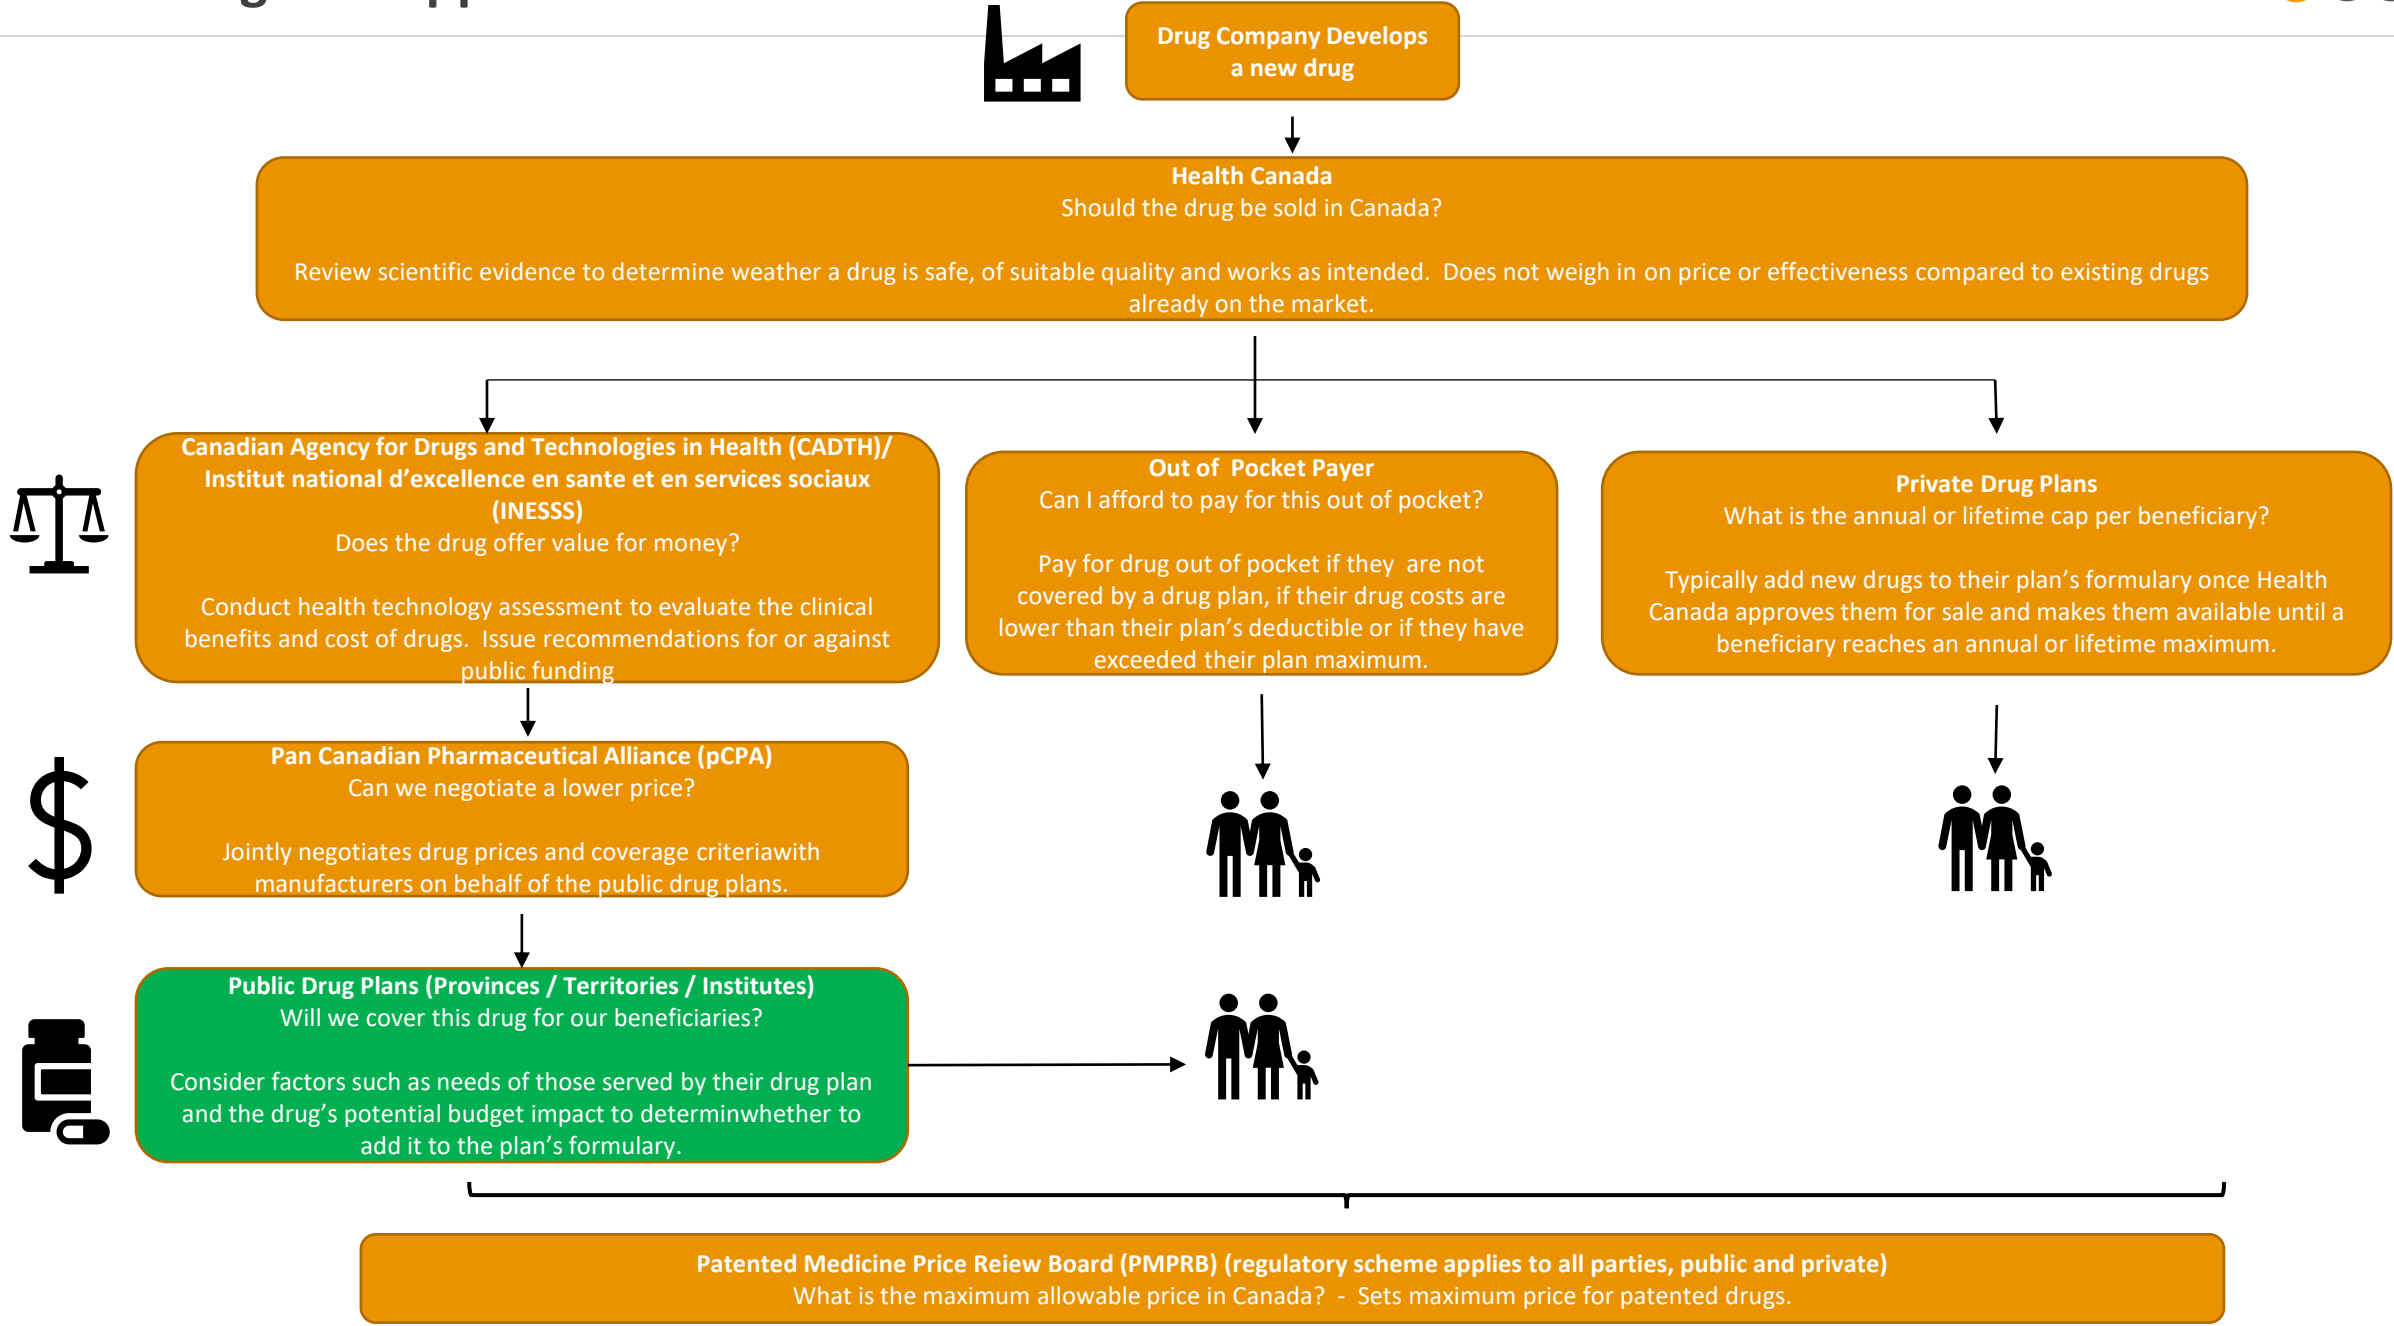 Drug Company Develops
a new drug
Health Canada
Should the drug be sold in Canada?
Review scientific evidence to determine weather a drug is safe, of suitable quality and works as intended.  Does not weigh in on price or effectiveness compared to existing drugs
already on the market.
Canadian Agency for Drugs and Technologies in Health (CADTH)/
Institut national d’excellence en sante et en services sociaux
(INESSS)
Does the drug offer value for money?
Conduct health technology assessment to evaluate the clinical
benefits and cost of drugs.  Issue recommendations for or against
public funding
Out of  Pocket Payer
Can I afford to pay for this out of pocket?
Pay for drug out of pocket if they  are not
covered by a drug plan, if their drug costs are
lower than their plan’s deductible or if they have
exceeded their plan maximum.
Private Drug Plans
What is the annual or lifetime cap per beneficiary?
Typically add new drugs to their plan’s formulary once Health
Canada approves them for sale and makes them available until a
beneficiary reaches an annual or lifetime maximum.
Pan Canadian Pharmaceutical Alliance (pCPA)
Can we negotiate a lower price?
Jointly negotiates drug prices and coverage criteriawith
manufacturers on behalf of the public drug plans.
$
Public Drug Plans (Provinces / Territories / Institutes)
Will we cover this drug for our beneficiaries?
Consider factors such as needs of those served by their drug plan
and the drug’s potential budget impact to determinwhether to
add it to the plan’s formulary.
Patented Medicine Price Reiew Board (PMPRB) (regulatory scheme applies to all parties, public and private)
What is the maximum allowable price in Canada?  -  Sets maximum price for patented drugs.